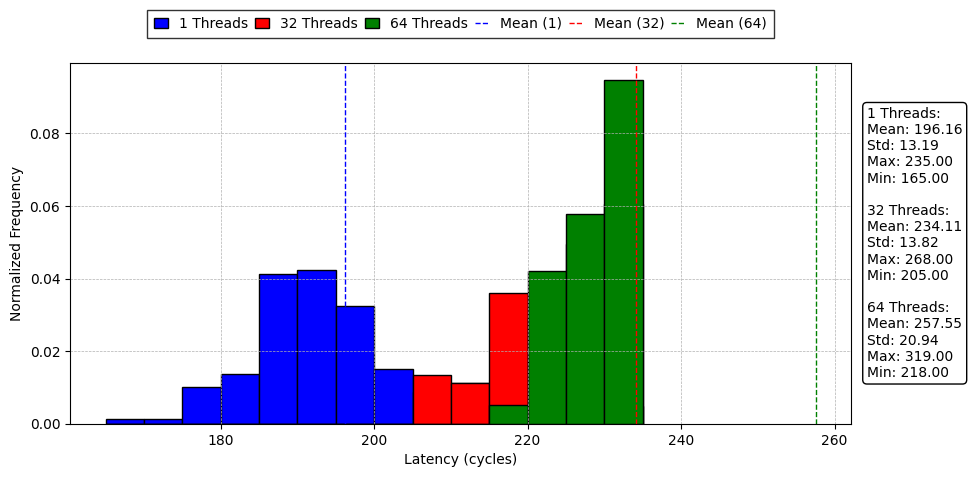 1 Threads 32 Threads 64 Threads Mean (1) Mean (32) Mean (64)
Normalized Frequency
0.08
0.06
0.04
0.02
0.00
180 200 220 240 260
Latency (cycles)
1 Threads:
Mean: 196.16
Std: 13.19
Max: 235.00
Min: 165.00
32 Threads:
Mean: 234.11
Std: 13.82
Max: 268.00
Min: 205.00
64 Threads:
Mean: 257.55
Std: 20.94
Max: 319.00
Min: 218.00